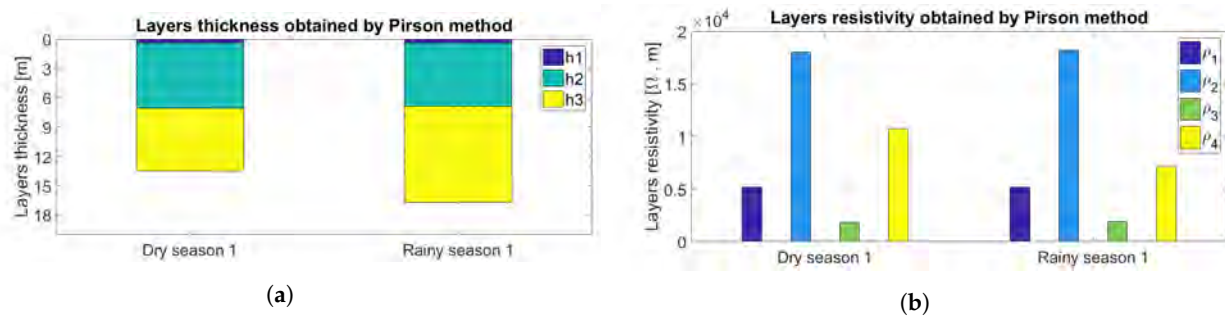 Layers thickness obtained by Pirson method
Layers thickness [m]
0
3
6
9
12
15
18
h1
h2
h3
Dry season 1
Rainy season 1
(a)
Layers resistivity obtained by Pirson method
×10⁴
Layers resistivity [Ω . m]
2
1.5
1
0.5
0
ρ₁
ρ₂
ρ₃
ρ₄
Dry season 1
Rainy season 1
(b)